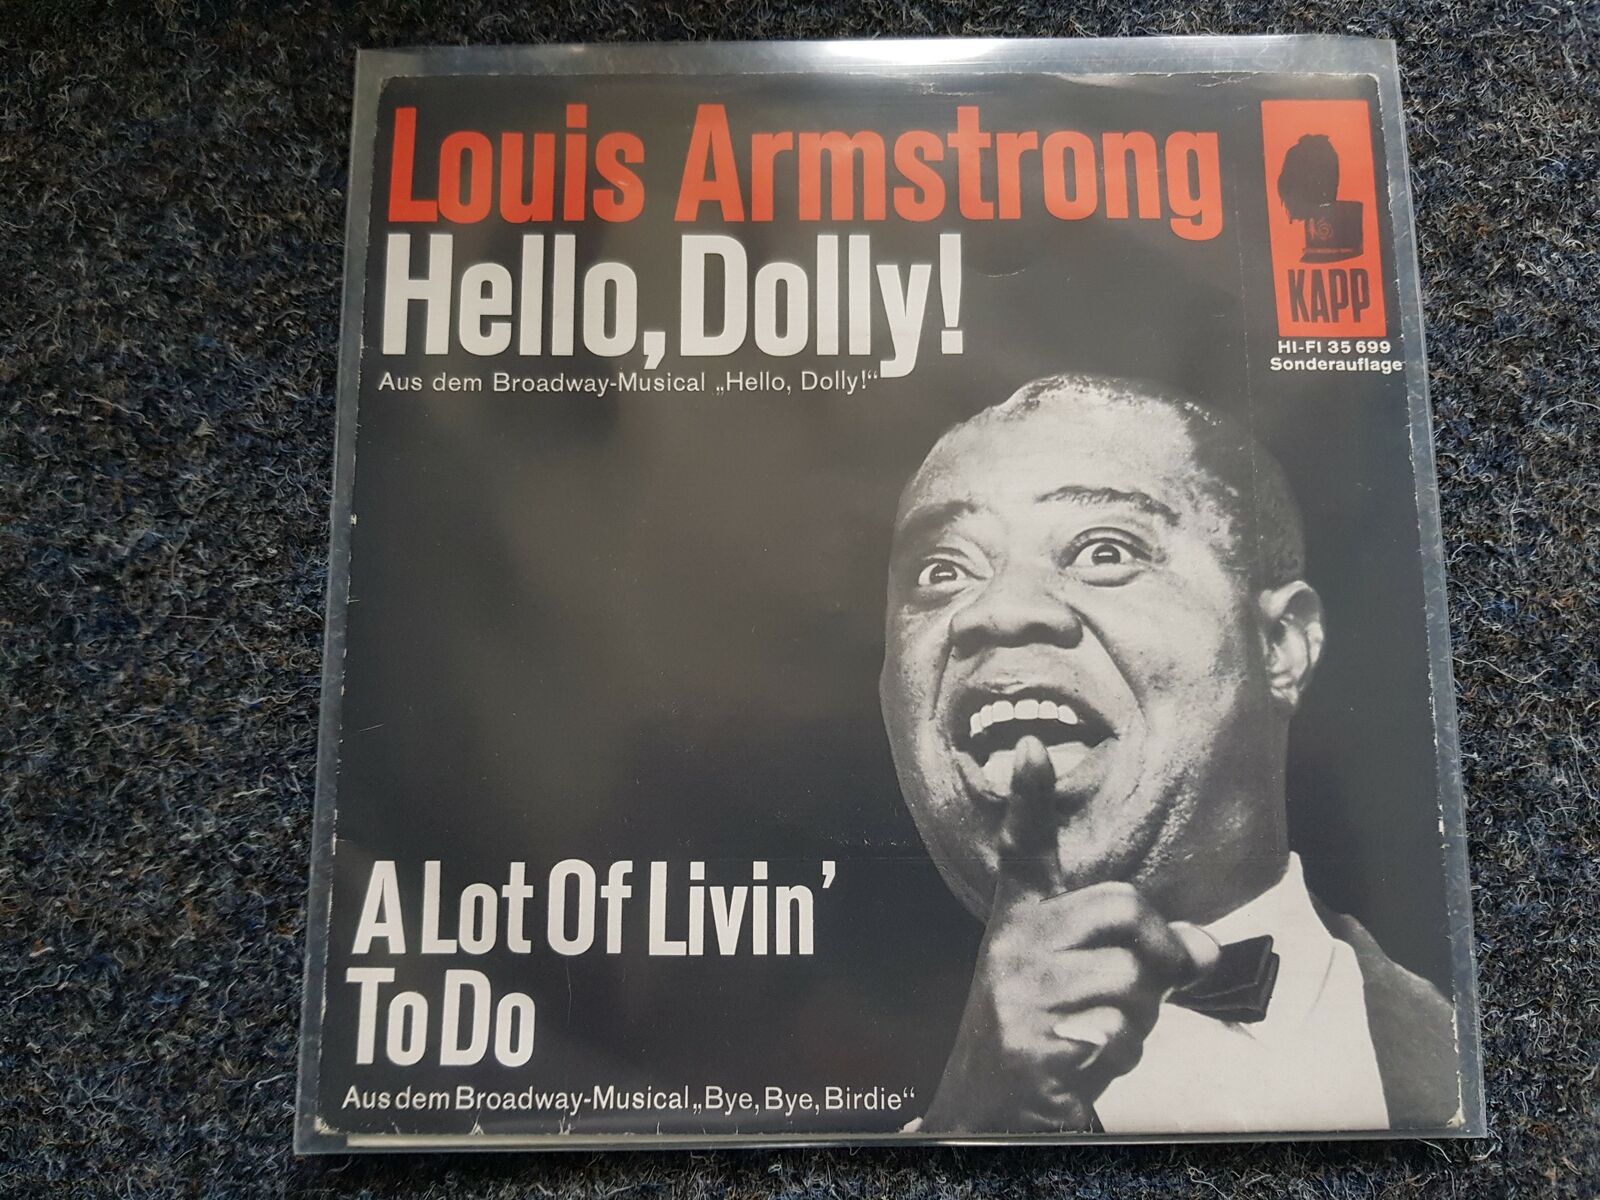 Louis Armstrong
Hello, Dolly!
Aus dem Broadway-Musical „Hello, Dolly!“
KAPP
HI-FI 35 699
Sonderauflage
A Lot Of Livin’
To Do
Aus dem Broadway-Musical „Bye, Bye, Birdie“